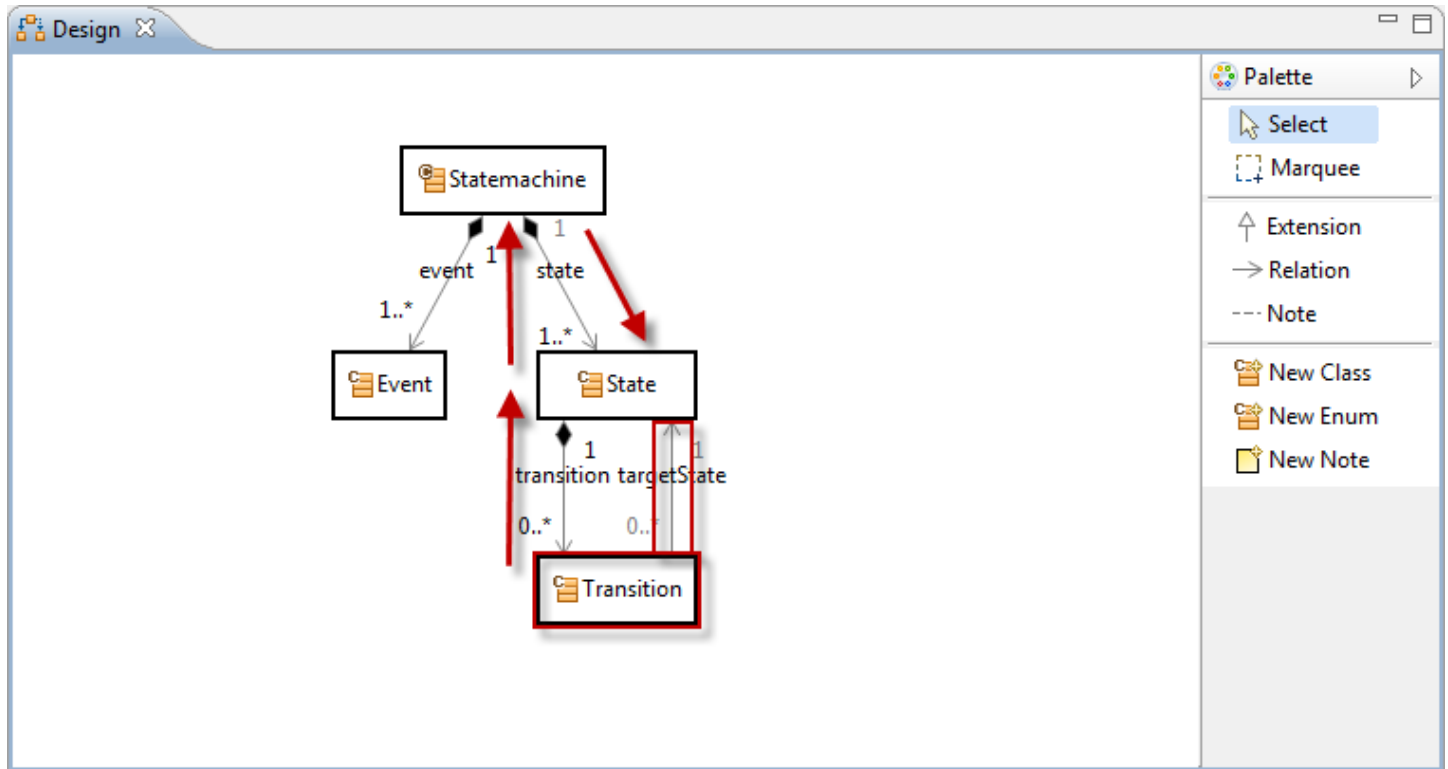 Design
Palette
Select
Marquee
Extension
Relation
Note
New Class
New Enum
New Note
Statemachine
1
1
event
state
1..*
1..*
Event
State
1
1
transition
targetState
0..*
0..*
Transition